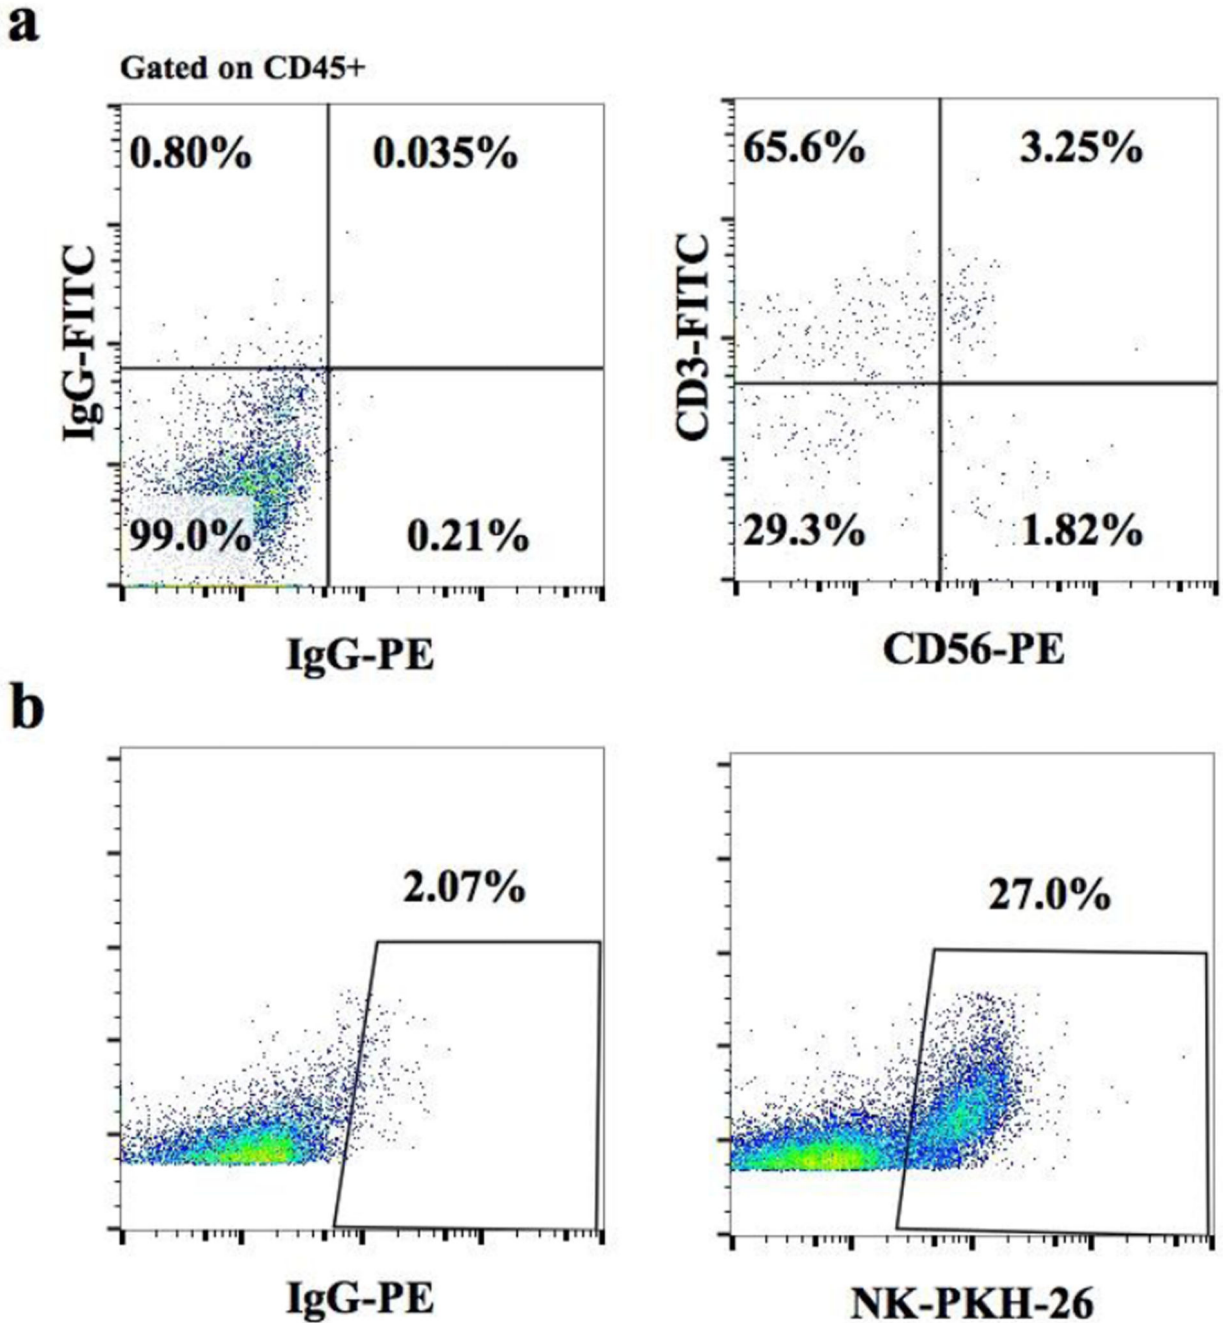 a
Gated on CD45+
0.80%
0.035%
99.0%
0.21%
IgG-FITC
IgG-PE
65.6%
3.25%
29.3%
1.82%
CD3-FITC
CD56-PE
b
2.07%
IgG-PE
27.0%
NK-PKH-26